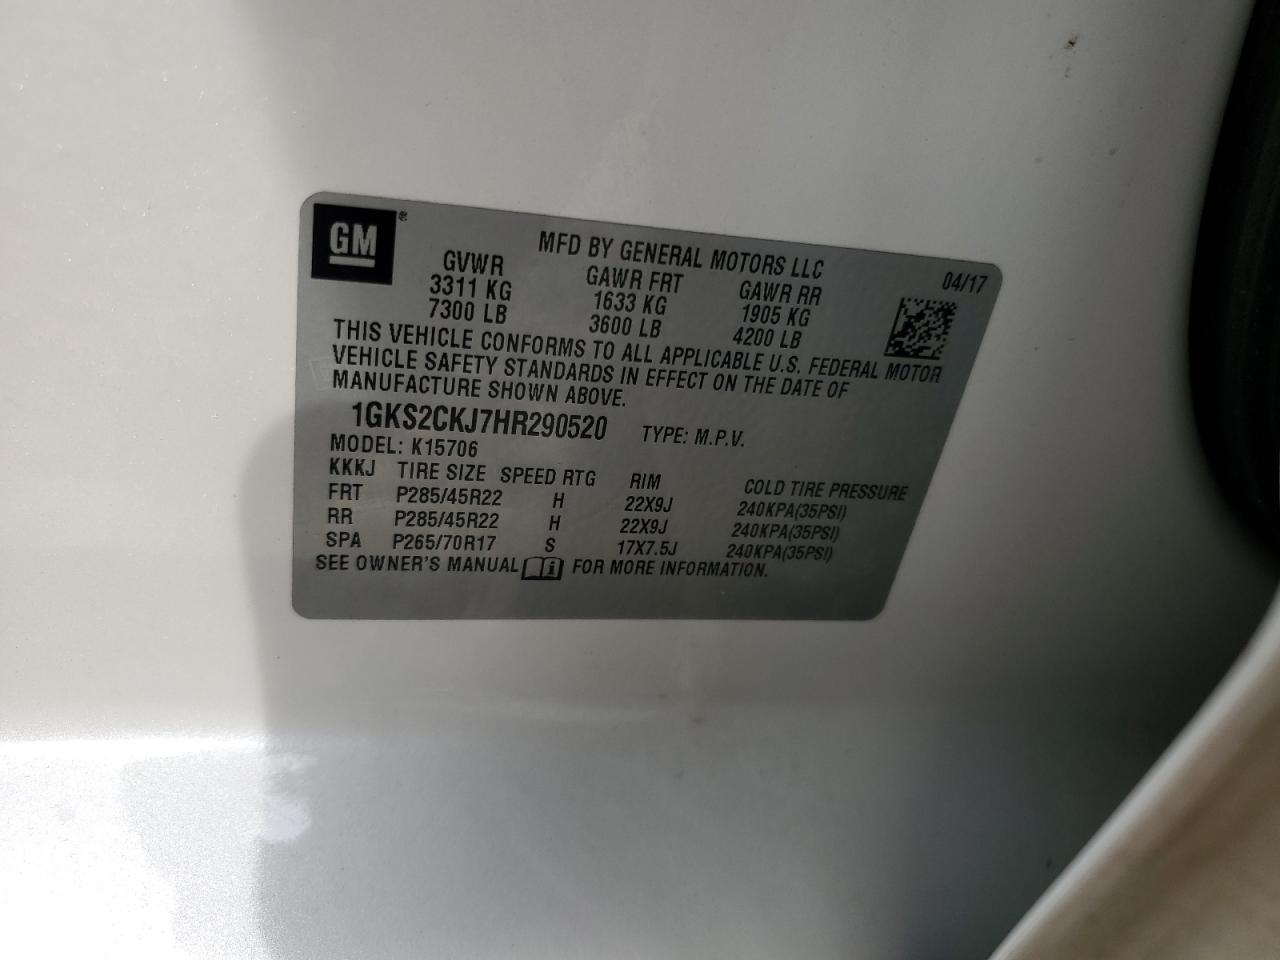 GM ®
MFD BY GENERAL MOTORS LLC 04/17
GVWR GAWR FRT GAWR RR
3311 KG 1633 KG 1905 KG
7300 LB 3600 LB 4200 LB
THIS VEHICLE CONFORMS TO ALL APPLICABLE U.S. FEDERAL MOTOR
VEHICLE SAFETY STANDARDS IN EFFECT ON THE DATE OF
MANUFACTURE SHOWN ABOVE.
1GKS2CKJ7HR290520 TYPE: M.P.V.
MODEL: K15706
KKKJ TIRE SIZE SPEED RTG RIM COLD TIRE PRESSURE
FRT P285/45R22 H 22X9J 240KPA(35PSI)
RR P285/45R22 H 22X9J 240KPA(35PSI)
SPA P265/70R17 S 17X7.5J 240KPA(35PSI)
SEE OWNER'S MANUAL i FOR MORE INFORMATION.